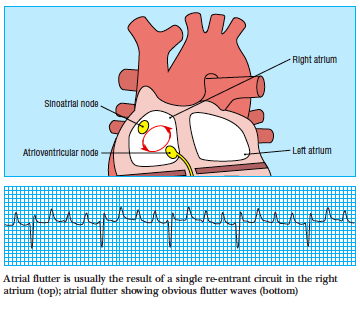 Right atrium
Sinoatrial node
Atrioventricular node
Left atrium
Atrial flutter is usually the result of a single re-entrant circuit in the right
atrium (top); atrial flutter showing obvious flutter waves (bottom)